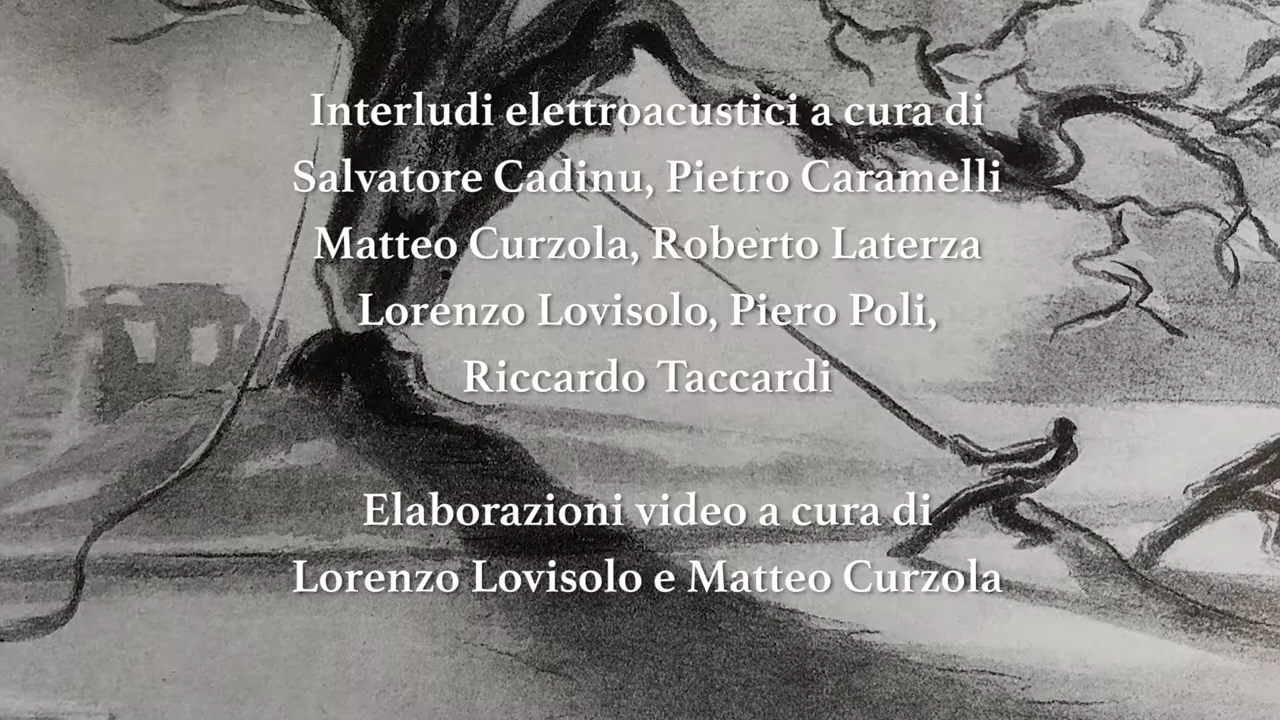 Interludi elettroacustici a cura di
Salvatore Cadinu, Pietro Caramelli
Matteo Curzola, Roberto Laterza
Lorenzo Lovisolo, Piero Poli,
Riccardo Taccardi
Elaborazioni video a cura di
Lorenzo Lovisolo e Matteo Curzola